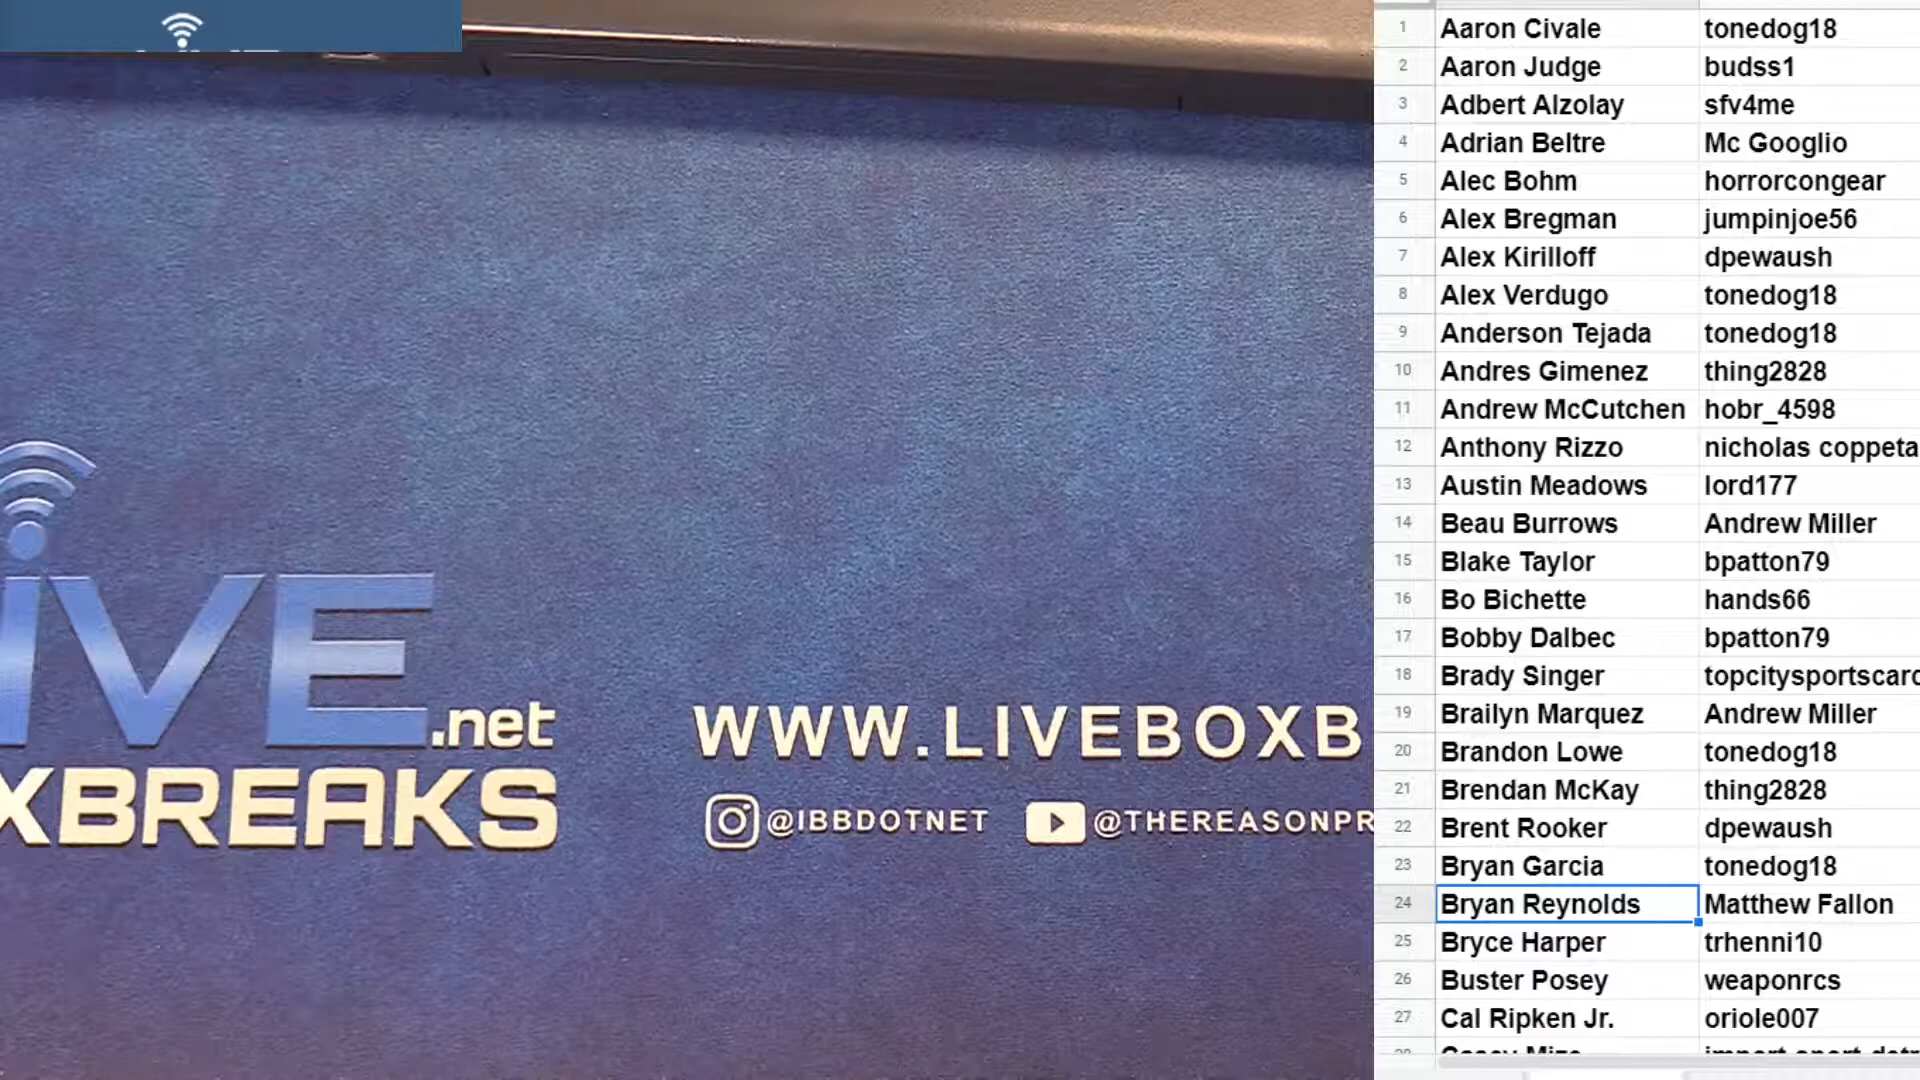 iVE
.net
XBREAKS
WWW.LIVEBOXB
@IBBDOTNET @THEREASONPR
1 Aaron Civale tonedog18
2 Aaron Judge budss1
3 Adbert Alzolay sfv4me
4 Adrian Beltre Mc Googlio
5 Alec Bohm horrorcongear
6 Alex Bregman jumpinjoe56
7 Alex Kirilloff dpewaush
8 Alex Verdugo tonedog18
9 Anderson Tejada tonedog18
10 Andres Gimenez thing2828
11 Andrew McCutchen hobr_4598
12 Anthony Rizzo nicholas coppeta
13 Austin Meadows lord177
14 Beau Burrows Andrew Miller
15 Blake Taylor bpatton79
16 Bo Bichette hands66
17 Bobby Dalbec bpatton79
18 Brady Singer topcitysportscard
19 Brailyn Marquez Andrew Miller
20 Brandon Lowe tonedog18
21 Brendan McKay thing2828
22 Brent Rooker dpewaush
23 Bryan Garcia tonedog18
24 Bryan Reynolds Matthew Fallon
25 Bryce Harper trhenni10
26 Buster Posey weaponrcs
27 Cal Ripken Jr. oriole007